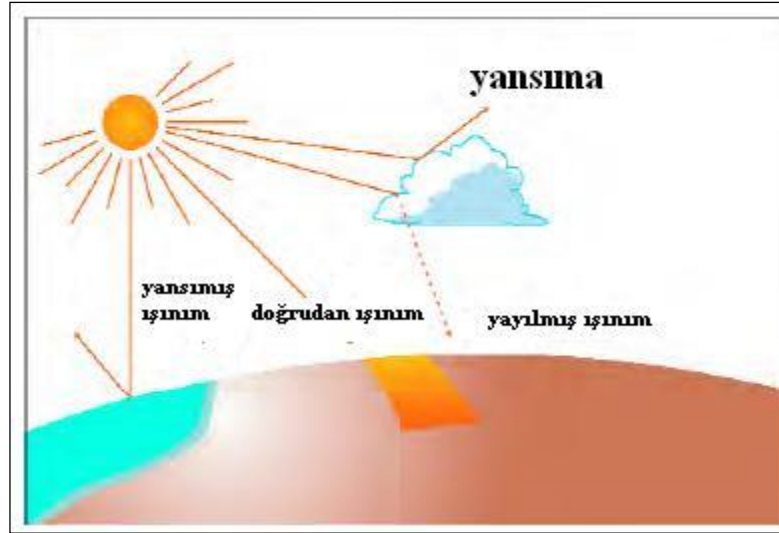 yansıma
yansımış
ışınım
doğrudan ışınım
yayılmış ışınım